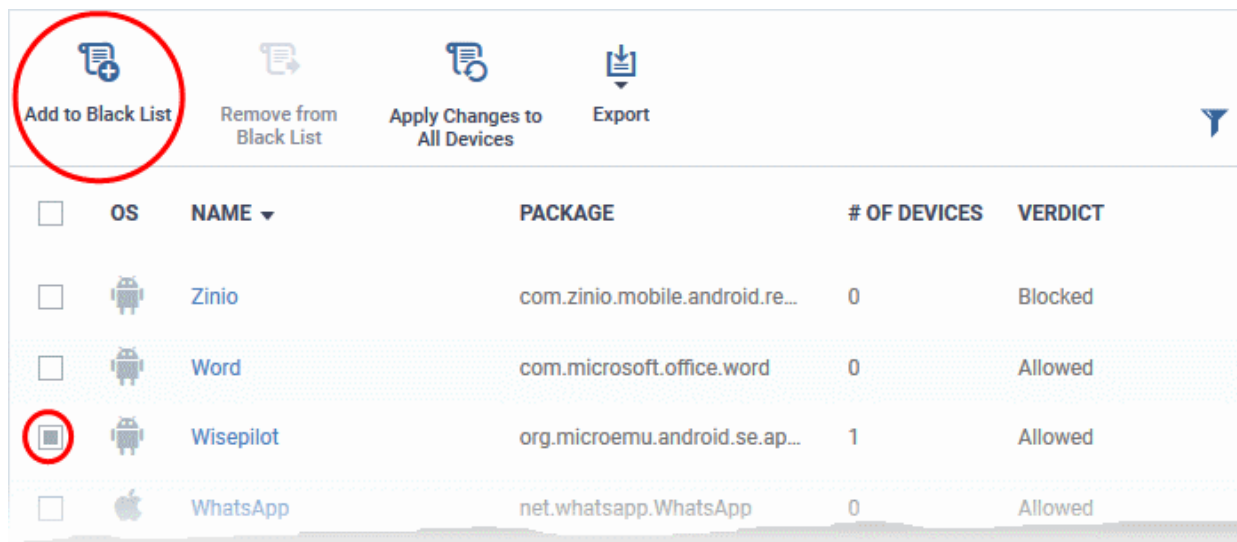 Add to Black List
Remove from
Black List
Apply Changes to
All Devices
Export
OS NAME PACKAGE # OF DEVICES VERDICT
Zinio com.zinio.mobile.android.re... 0 Blocked
Word com.microsoft.office.word 0 Allowed
Wisepilot org.microemu.android.se.ap... 1 Allowed
WhatsApp net.whatsapp.WhatsApp 0 Allowed